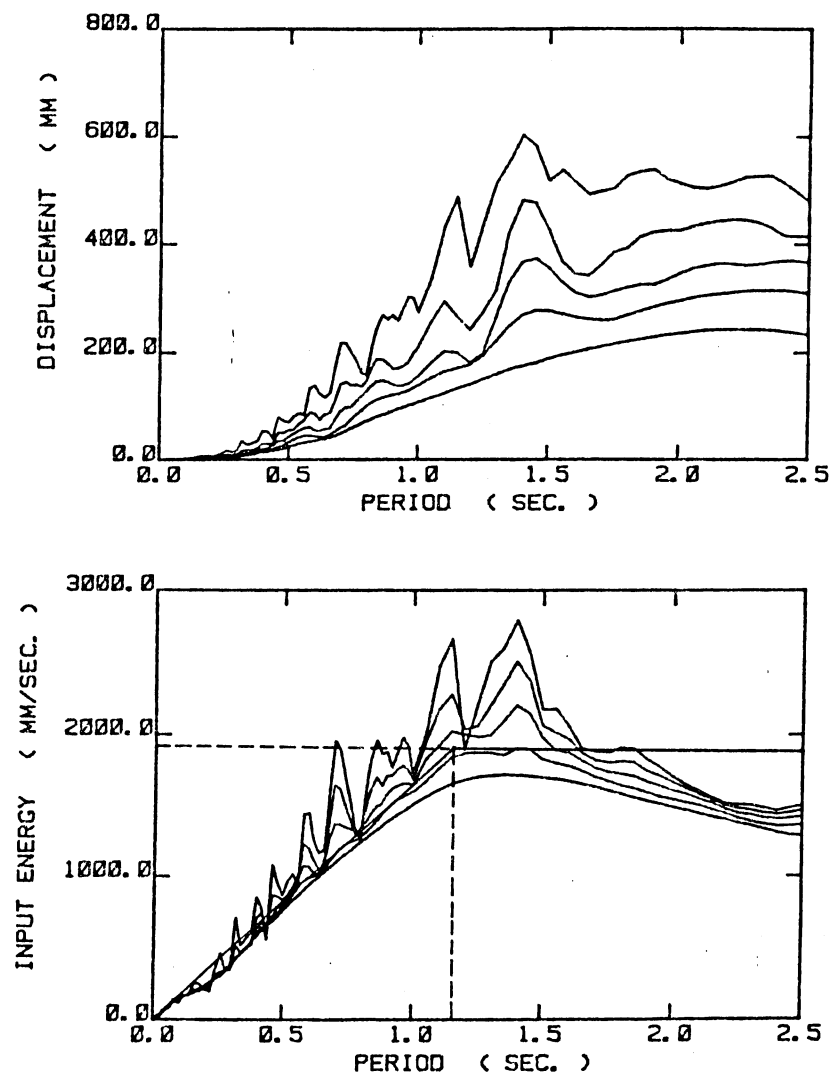 800.0
600.0
400.0
200.0
0.0
DISPLACEMENT ( MM )
0.0 0.5 1.0 1.5 2.0 2.5
PERIOD ( SEC. )
3000.0
2000.0
1000.0
0.0
INPUT ENERGY ( MM/SEC. )
0.0 0.5 1.0 1.5 2.0 2.5
PERIOD ( SEC. )